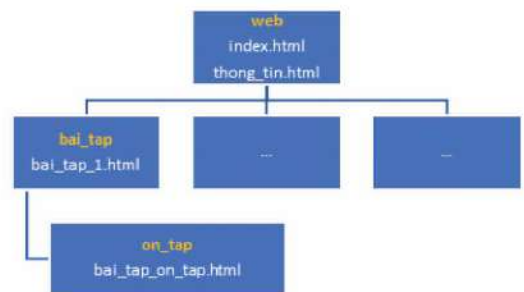 web
index.html
thong_tin.html
bai_tap
bai_tap_1.html
...
...
on_tap
bai_tap_on_tap.html